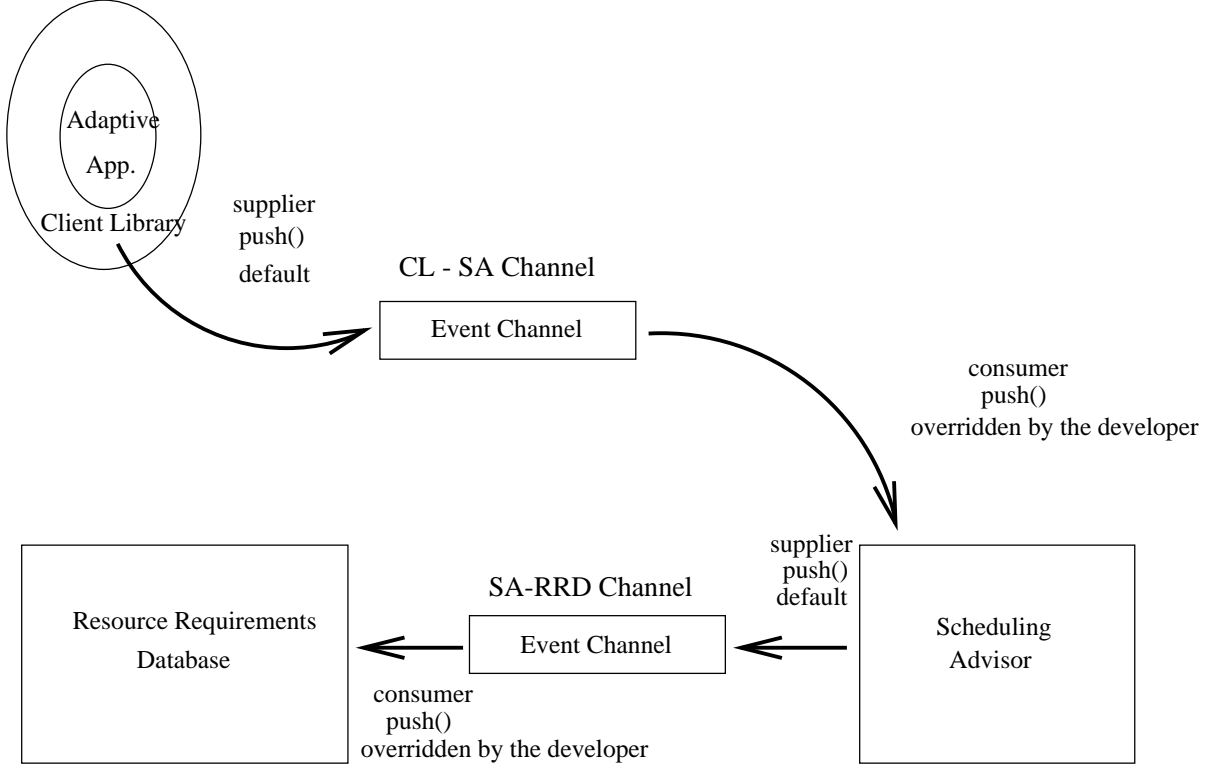 Adaptive
App.
Client Library
supplier
push()
default
CL - SA Channel
Event Channel
consumer
push()
overridden by the developer
supplier
push()
default
SA-RRD Channel
Event Channel
Resource Requirements
Database
Scheduling
Advisor
consumer
push()
overridden by the developer